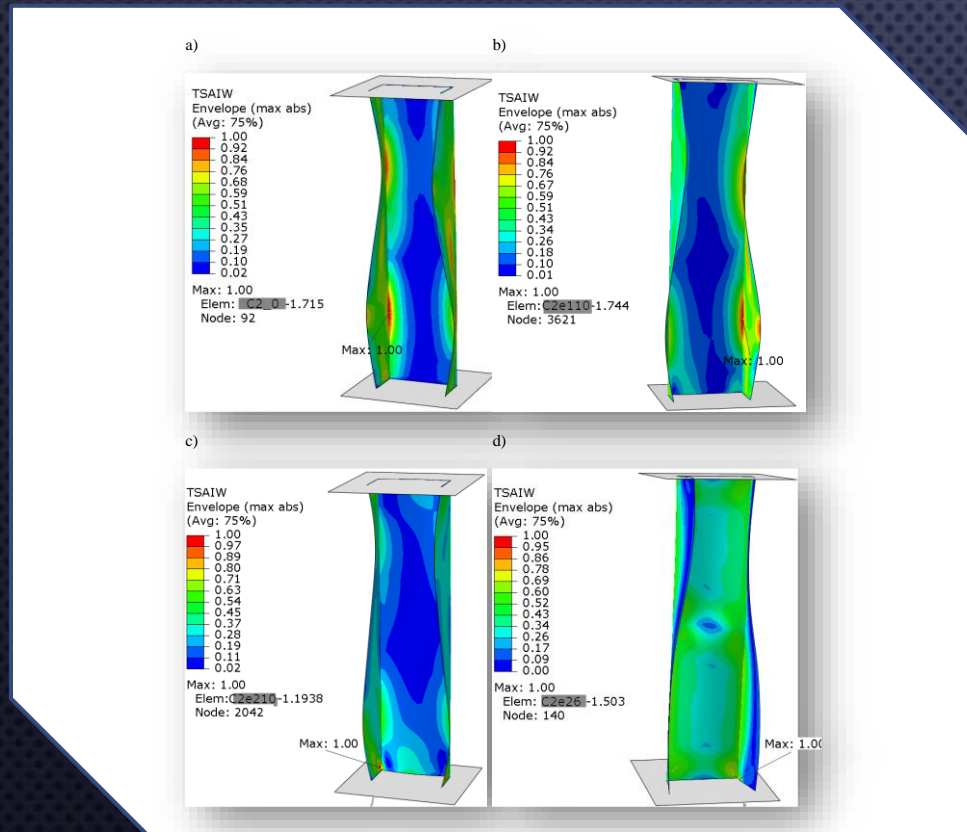 a)
b)
TSAIW
Envelope (max abs)
(Avg: 75%)
1.00
0.92
0.84
0.76
0.68
0.59
0.51
0.43
0.35
0.27
0.19
0.10
0.02
Max: 1.00
Elem: C2_0-1.715
Node: 92
Max: 1.00
TSAIW
Envelope (max abs)
(Avg: 75%)
1.00
0.92
0.84
0.76
0.67
0.59
0.51
0.43
0.34
0.26
0.18
0.10
0.01
Max: 1.00
Elem:C2e110-1.744
Node: 3621
Max: 1.00
c)
d)
TSAIW
Envelope (max abs)
(Avg: 75%)
1.00
0.97
0.89
0.80
0.71
0.63
0.54
0.45
0.37
0.28
0.19
0.11
0.02
Max: 1.00
Elem:C2e210-1.1938
Node: 2042
Max: 1.00
TSAIW
Envelope (max abs)
(Avg: 75%)
1.00
0.95
0.86
0.78
0.69
0.60
0.52
0.43
0.34
0.26
0.17
0.09
0.00
Max: 1.00
Elem: C2e26-1.503
Node: 140
Max: 1.00